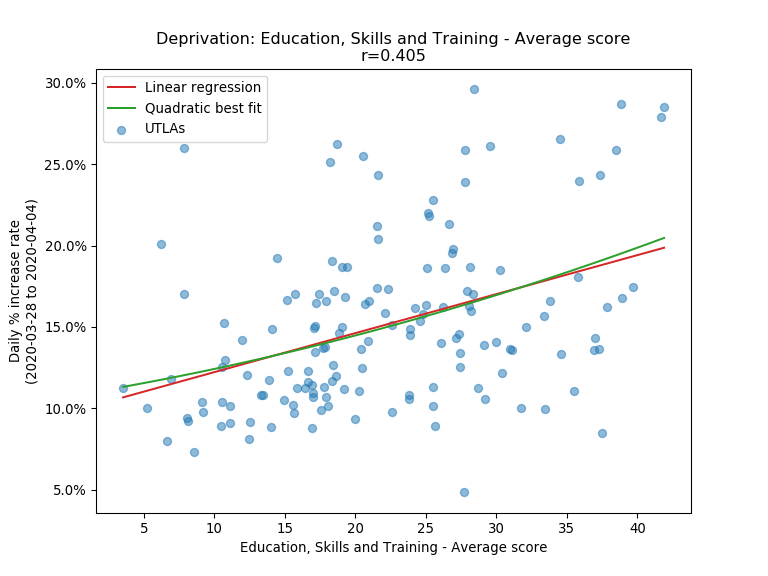 Deprivation: Education, Skills and Training - Average score
r=0.405
Linear regression
Quadratic best fit
UTLAs
30.0%
25.0%
20.0%
15.0%
10.0%
5.0%
Daily % increase rate
(2020-03-28 to 2020-04-04)
5 10 15 20 25 30 35 40
Education, Skills and Training - Average score